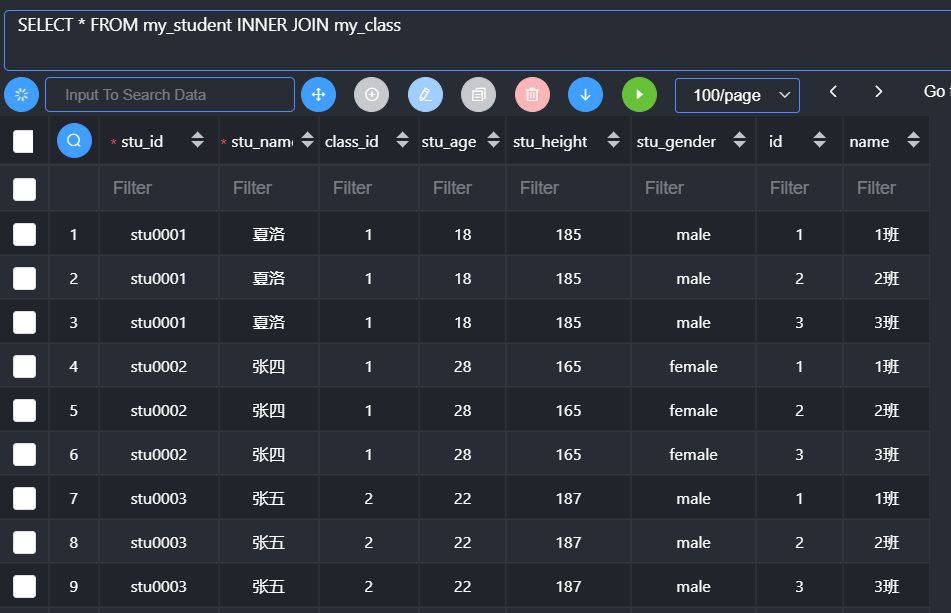 SELECT * FROM my_student INNER JOIN my_class
Input To Search Data 100/page Go
* stu_id * stu_nam class_id stu_age stu_height stu_gender id name
Filter Filter Filter Filter Filter Filter Filter Filter
1 stu0001 夏洛 1 18 185 male 1 1班
2 stu0001 夏洛 1 18 185 male 2 2班
3 stu0001 夏洛 1 18 185 male 3 3班
4 stu0002 张四 1 28 165 female 1 1班
5 stu0002 张四 1 28 165 female 2 2班
6 stu0002 张四 1 28 165 female 3 3班
7 stu0003 张五 2 22 187 male 1 1班
8 stu0003 张五 2 22 187 male 2 2班
9 stu0003 张五 2 22 187 male 3 3班